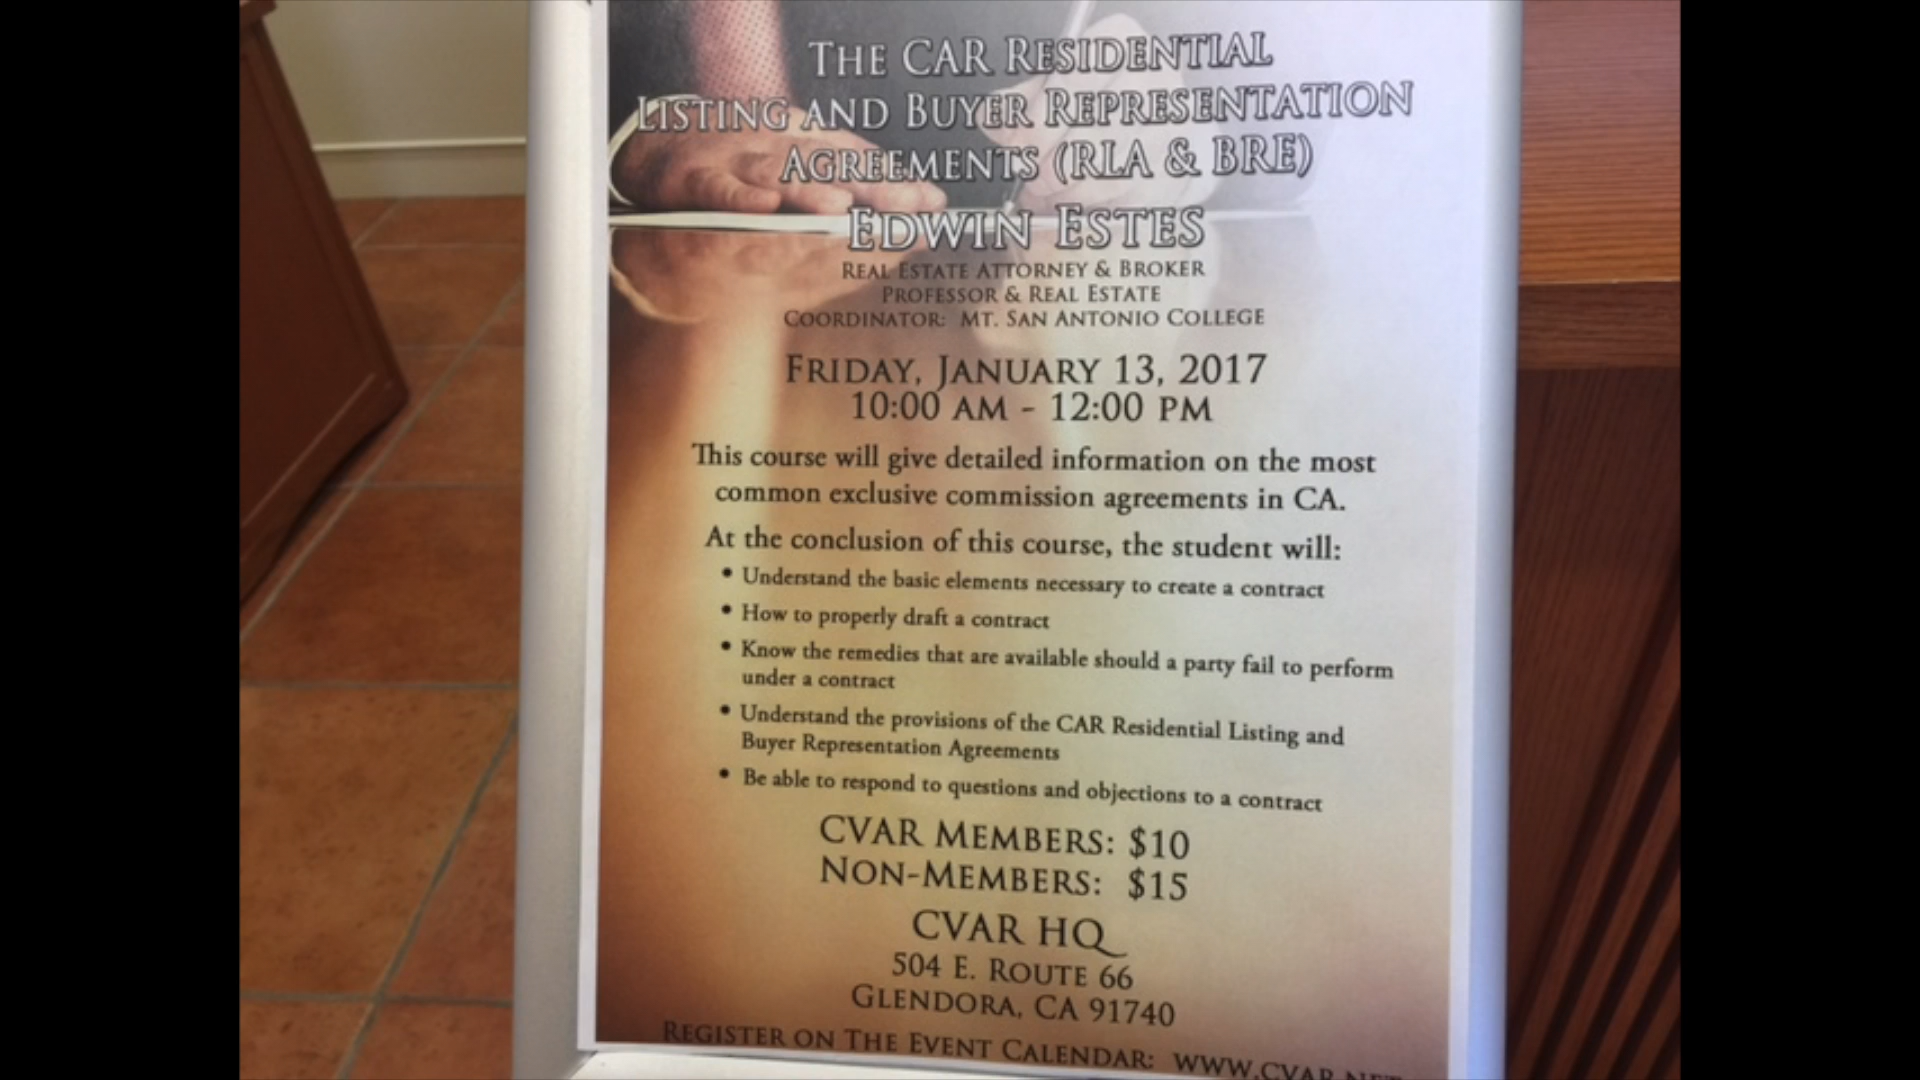 THE CAR RESIDENTIAL
LISTING AND BUYER REPRESENTATION
AGREEMENTS (RLA & BRE)
EDWIN ESTES
REAL ESTATE ATTORNEY & BROKER
PROFESSOR & REAL ESTATE
COORDINATOR: MT. SAN ANTONIO COLLEGE
FRIDAY, JANUARY 13, 2017
10:00 AM - 12:00 PM
This course will give detailed information on the most
common exclusive commission agreements in CA.
At the conclusion of this course, the student will:
• Understand the basic elements necessary to create a contract
• How to properly draft a contract
• Know the remedies that are available should a party fail to perform
under a contract
• Understand the provisions of the CAR Residential Listing and
Buyer Representation Agreements
• Be able to respond to questions and objections to a contract
CVAR MEMBERS: $10
NON-MEMBERS: $15
CVAR HQ
504 E. ROUTE 66
GLENDORA, CA 91740
REGISTER ON THE EVENT CALENDAR: WWW.CVAR.NET